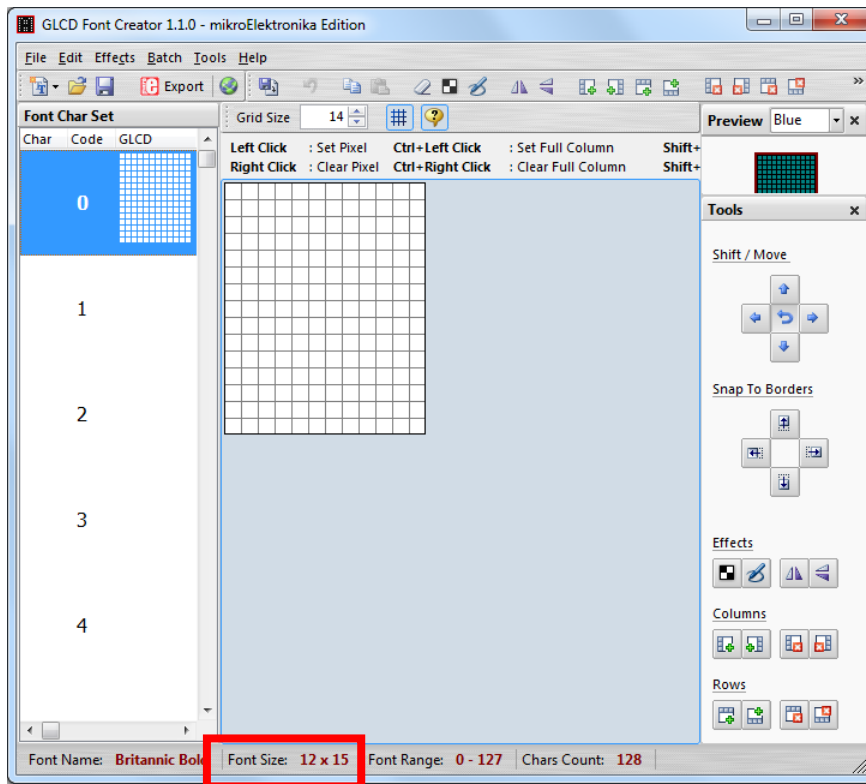 GLCD Font Creator 1.1.0 - mikroElektronika Edition
File Edit Effects Batch Tools Help
Export »
Font Char Set
Char Code GLCD
0
1
2
3
4
Grid Size 14
Left Click : Set Pixel Ctrl+Left Click : Set Full Column Shift+
Right Click : Clear Pixel Ctrl+Right Click : Clear Full Column Shift+
Preview Blue
Tools
Shift / Move
Snap To Borders
Effects
Columns
Rows
Font Name: Britannic Bold Font Size: 12 x 15 Font Range: 0 - 127 Chars Count: 128